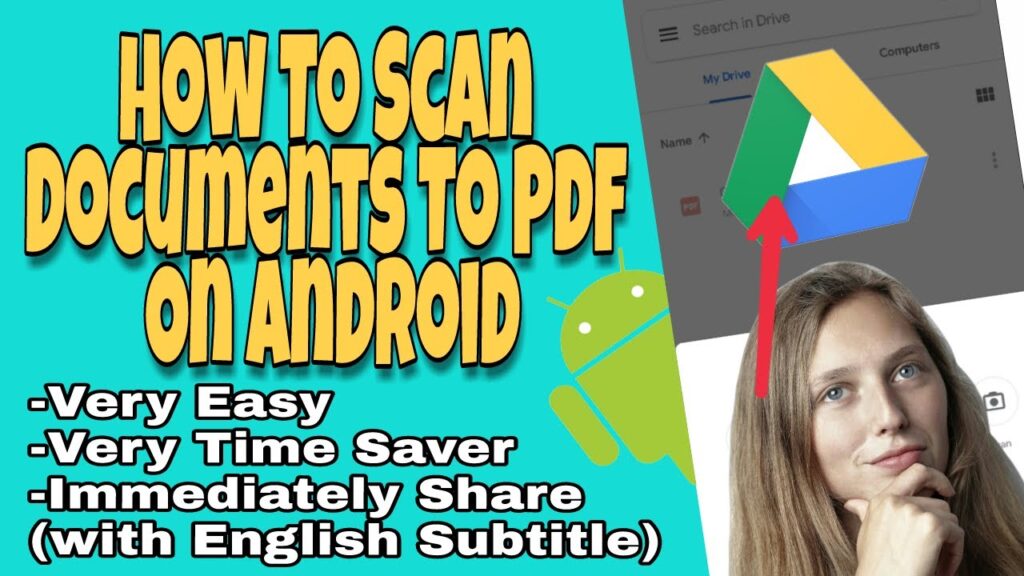 How to Scan
Documents to PDF
on Android
-Very Easy
-Very Time Saver
-Immediately Share
(with English Subtitle)
Search in Drive
My Drive
Computers
Name ↑
PDF